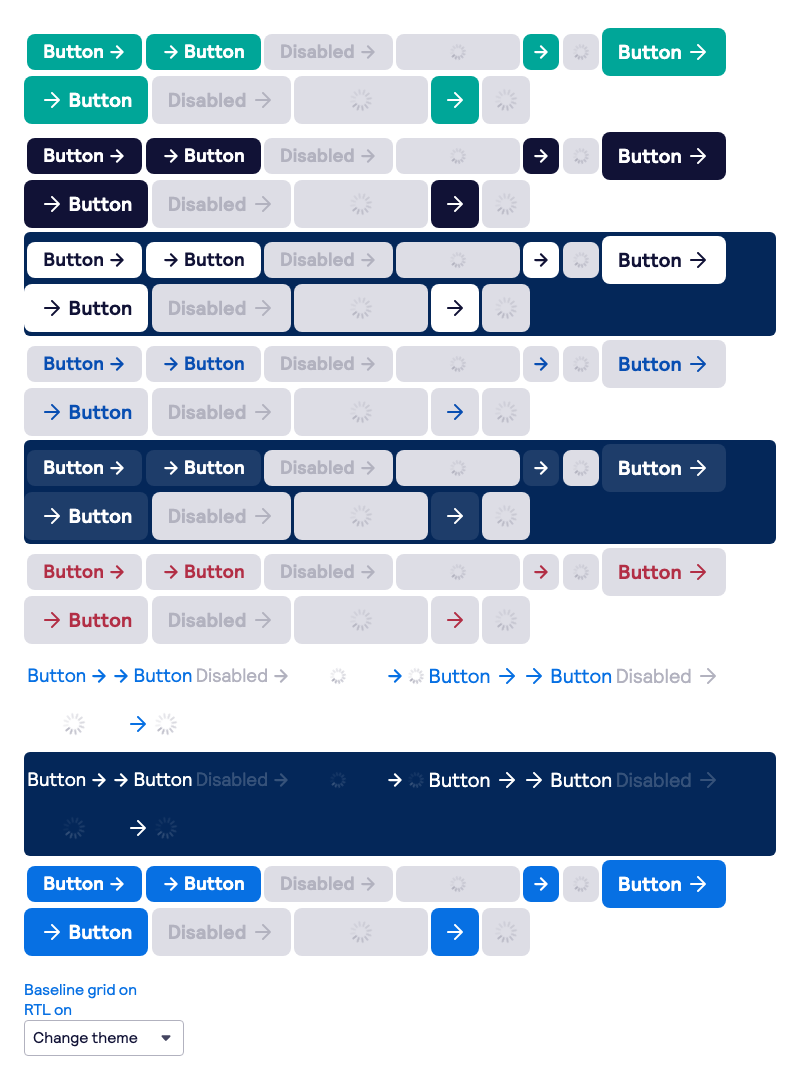 Button → → Button Disabled → → Button →
→ Button Disabled → →
Button → → Button Disabled → → Button →
→ Button Disabled → →
Button → → Button Disabled → → Button →
→ Button Disabled → →
Button → → Button Disabled → → Button →
→ Button Disabled → →
Button → → Button Disabled → → Button →
→ Button Disabled → →
Button → → Button Disabled → → Button →
→ Button Disabled → →
Button → → Button Disabled → → Button → → Button Disabled →
→
Button → → Button Disabled → → Button → → Button Disabled →
→
Button → → Button Disabled → → Button →
→ Button Disabled → →
Baseline grid on
RTL on
Change theme